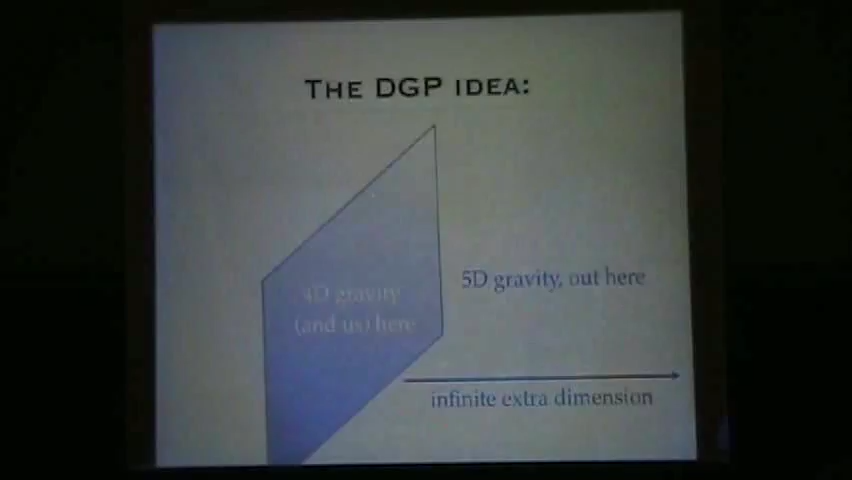 THE DGP IDEA:
4D gravity
(and us) here
5D gravity, out here
infinite extra dimension